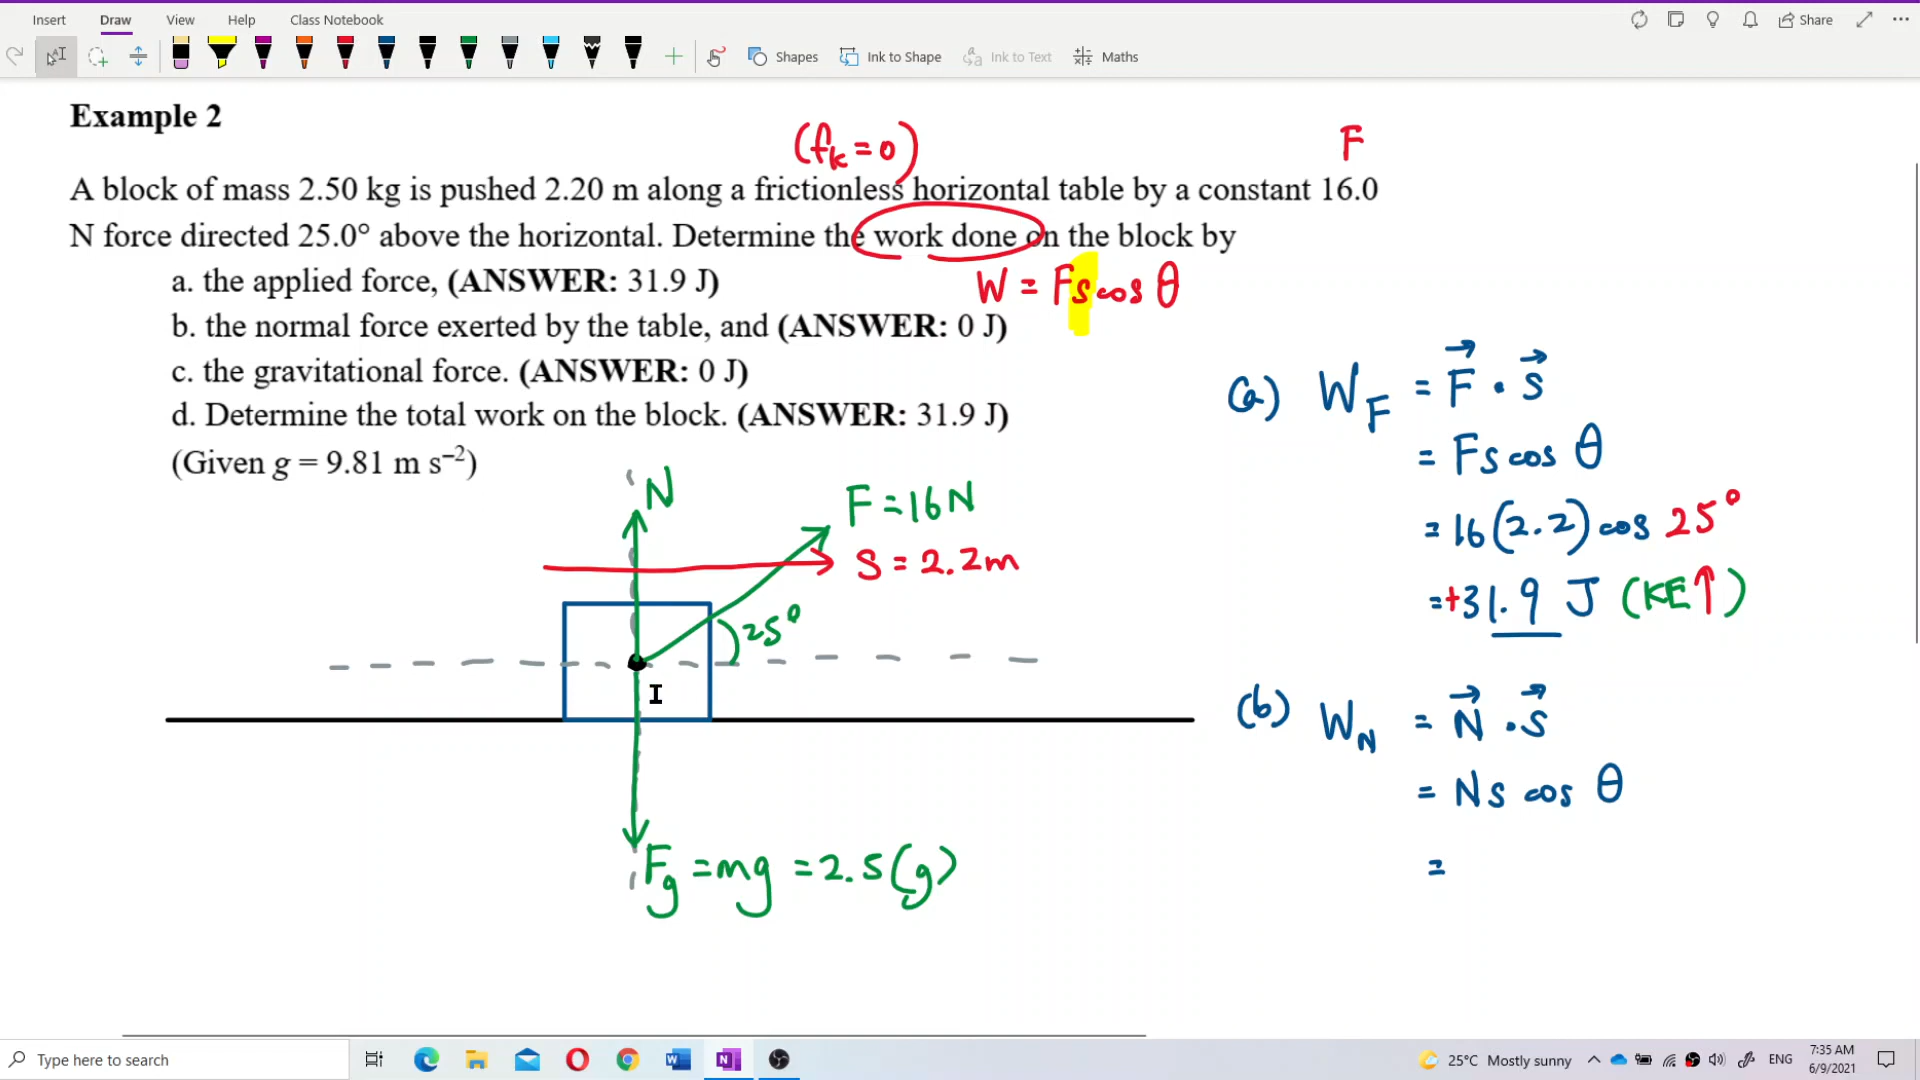 Insert Draw View Help Class Notebook Share
Shapes Ink to Shape Ink to Text Maths
Example 2
(fk = 0) F
A block of mass 2.50 kg is pushed 2.20 m along a frictionless horizontal table by a constant 16.0
N force directed 25.0° above the horizontal. Determine the work done on the block by
a. the applied force, (ANSWER: 31.9 J)
W = Fs cos θ
b. the normal force exerted by the table, and (ANSWER: 0 J)
c. the gravitational force. (ANSWER: 0 J)
d. Determine the total work on the block. (ANSWER: 31.9 J)
(Given g = 9.81 m s⁻²)
N
F = 16N
S = 2.2m
25°
Fg = mg = 2.5(g)
(a) WF = F→ · s→
= Fs cos θ
= 16(2.2) cos 25°
= +31.9 J (KE↑)
(b) WN = N→ · s→
= Ns cos θ
=
Type here to search
25°C Mostly sunny ENG 7:35 AM
6/9/2021